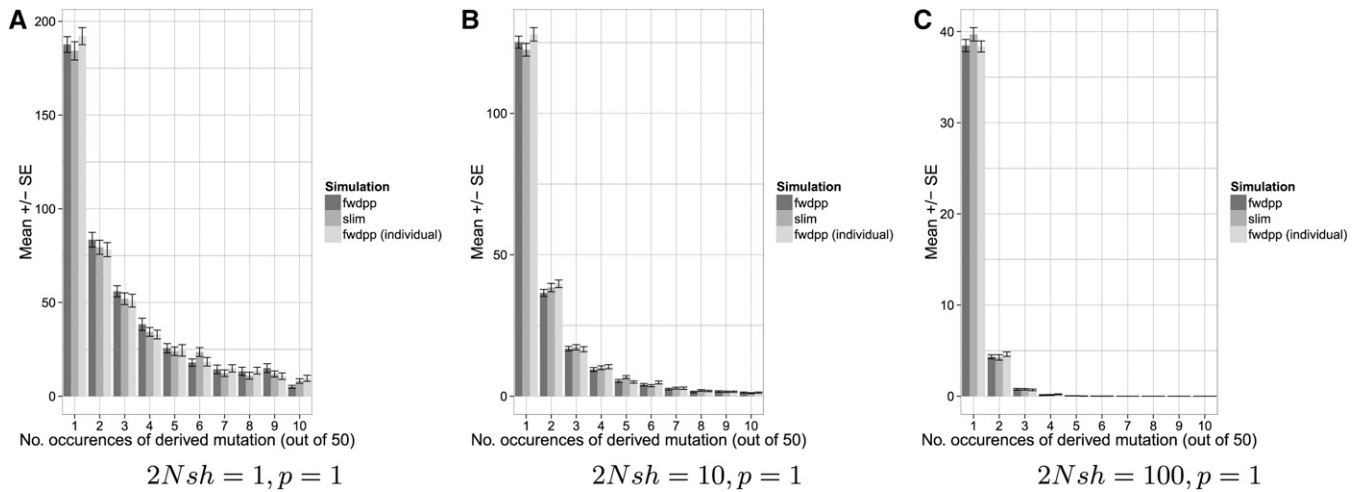 A
200
150
100
50
0
Mean +/- SE
1 2 3 4 5 6 7 8 9 10
No. occurences of derived mutation (out of 50)
Simulation
fwdpp
slim
fwdpp (individual)
2Nsh = 1, p = 1
B
100
50
0
Mean +/- SE
1 2 3 4 5 6 7 8 9 10
No. occurences of derived mutation (out of 50)
Simulation
fwdpp
slim
fwdpp (individual)
2Nsh = 10, p = 1
C
40
30
20
10
0
Mean +/- SE
1 2 3 4 5 6 7 8 9 10
No. occurences of derived mutation (out of 50)
Simulation
fwdpp
slim
fwdpp (individual)
2Nsh = 100, p = 1